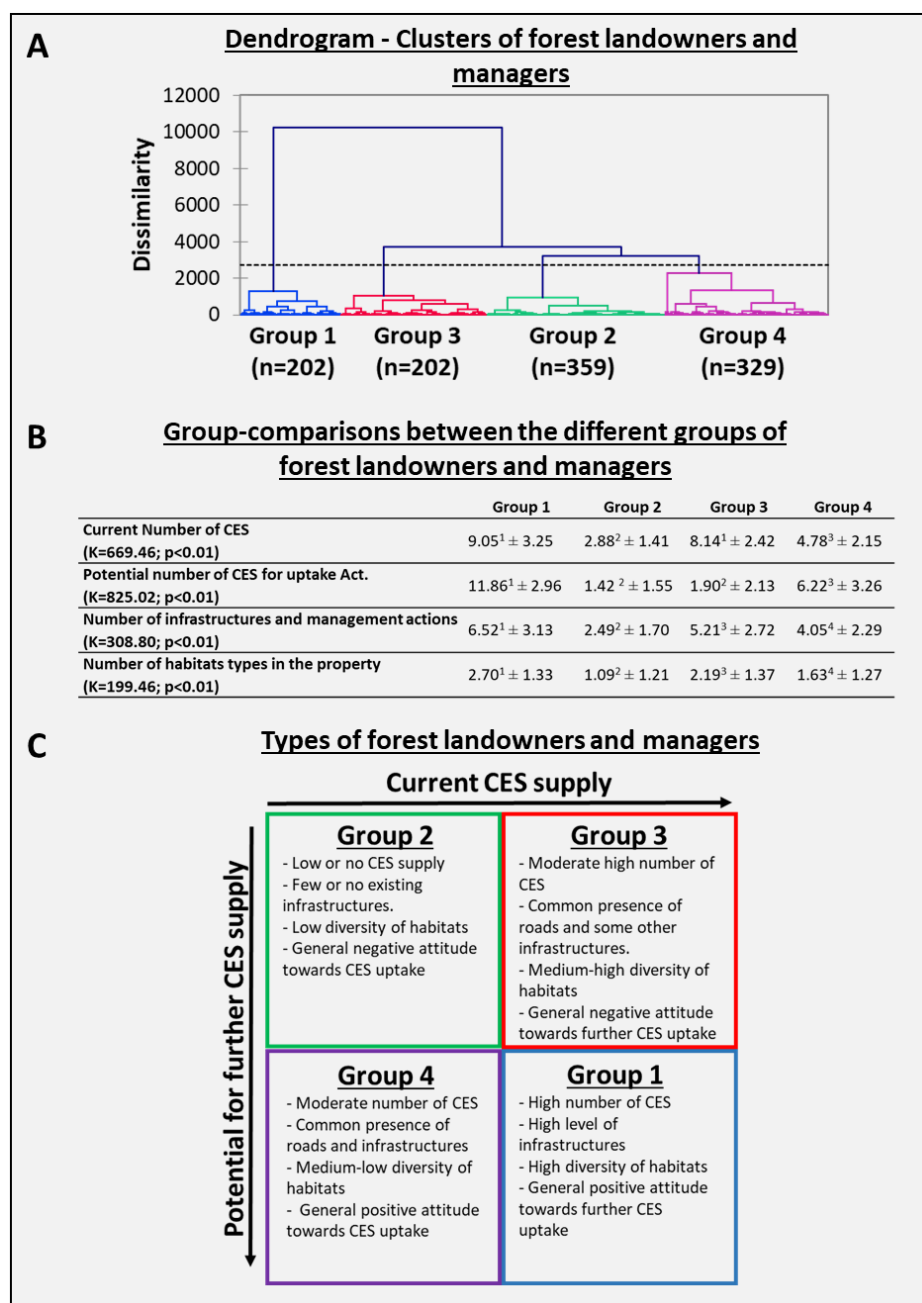 A
Dendrogram - Clusters of forest landowners and
managers
12000
10000
8000
6000
4000
2000
0
Dissimilarity
Group 1
(n=202)
Group 3
(n=202)
Group 2
(n=359)
Group 4
(n=329)
B
Group-comparisons between the different groups of
forest landowners and managers
Group 1 Group 2 Group 3 Group 4
Current Number of CES
(K=669.46; p<0.01)
9.05¹ ± 3.25 2.88² ± 1.41 8.14¹ ± 2.42 4.78³ ± 2.15
Potential number of CES for uptake Act.
(K=825.02; p<0.01)
11.86¹ ± 2.96 1.42 ² ± 1.55 1.90² ± 2.13 6.22³ ± 3.26
Number of infrastructures and management actions
(K=308.80; p<0.01)
6.52¹ ± 3.13 2.49² ± 1.70 5.21³ ± 2.72 4.05⁴ ± 2.29
Number of habitats types in the property
(K=199.46; p<0.01)
2.70¹ ± 1.33 1.09² ± 1.21 2.19³ ± 1.37 1.63⁴ ± 1.27
C
Types of forest landowners and managers
Current CES supply
Potential for further CES supply
Group 2
- Low or no CES supply
- Few or no existing
infrastructures.
- Low diversity of habitats
- General negative attitude
towards CES uptake
Group 3
- Moderate high number of
CES
- Common presence of
roads and some other
infrastructures.
- Medium-high diversity of
habitats
- General negative attitude
towards further CES uptake
Group 4
- Moderate number of CES
- Common presence of
roads and infrastructures
- Medium-low diversity of
habitats
- General positive attitude
towards CES uptake
Group 1
- High number of CES
- High level of
infrastructures
- High diversity of habitats
- General positive attitude
towards further CES
uptake